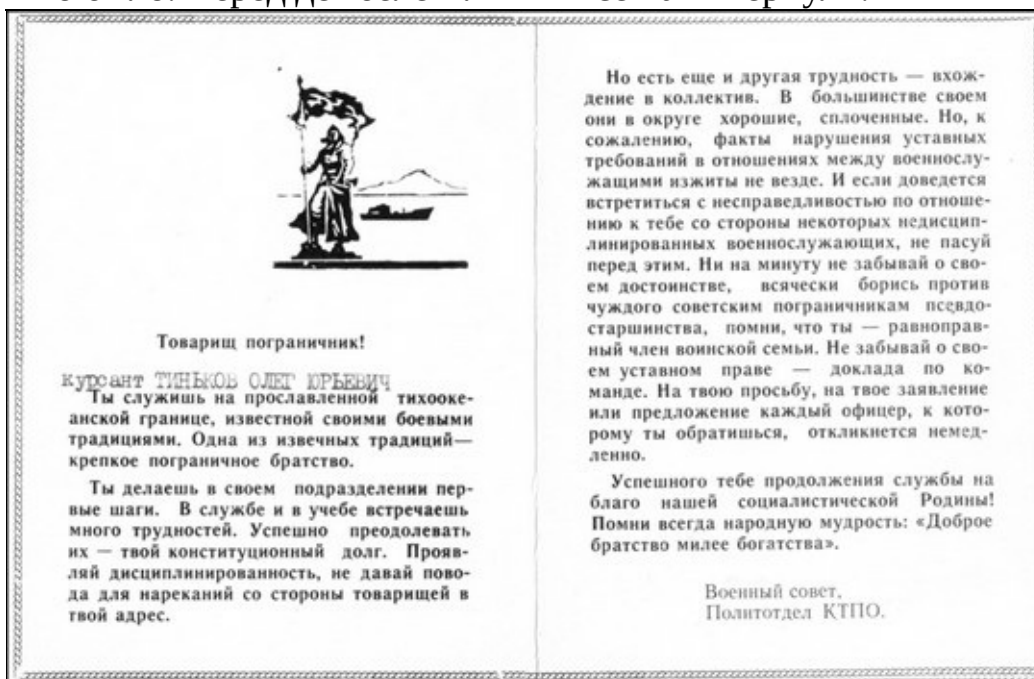 Товарищ пограничник!
курсант ТИНЬКОВ ОЛЕГ ЮРЬЕВИЧ
Ты служишь на прославленной тихооке-
анской границе, известной своими боевыми
традициями. Одна из извечных традиций—
крепкое пограничное братство.
Ты делаешь в своем подразделении пер-
вые шаги. В службе и в учебе встречаешь
много трудностей. Успешно преодолевать
их — твой конституционный долг. Прояв-
ляй дисциплинированность, не давай пово-
да для нареканий со стороны товарищей в
твой адрес.
Но есть еще и другая трудность — вхож-
дение в коллектив. В большинстве своем
они в округе хорошие, сплоченные. Но, к
сожалению, факты нарушения уставных
требований в отношениях между военнослу-
жащими изжиты не везде. И если доведется
встретиться с несправедливостью по отноше-
нию к тебе со стороны некоторых недисцип-
линированных военнослужающих, не пасуй
перед этим. Ни на минуту не забывай о сво-
ем достоинстве, всячески борись против
чуждого советским пограничникам псевдо-
старшинства, помни, что ты — равноправ-
ный член воинской семьи. Не забывай о сво-
ем уставном праве — доклада по ко-
манде. На твою просьбу, на твое заявление
или предложение каждый офицер, к кото-
рому ты обратишься, откликнется немед-
ленно.
Успешного тебе продолжения службы на
благо нашей социалистической Родины!
Помни всегда народную мудрость: «Доброе
братство милее богатства».
Военный совет,
Политотдел КТПО.